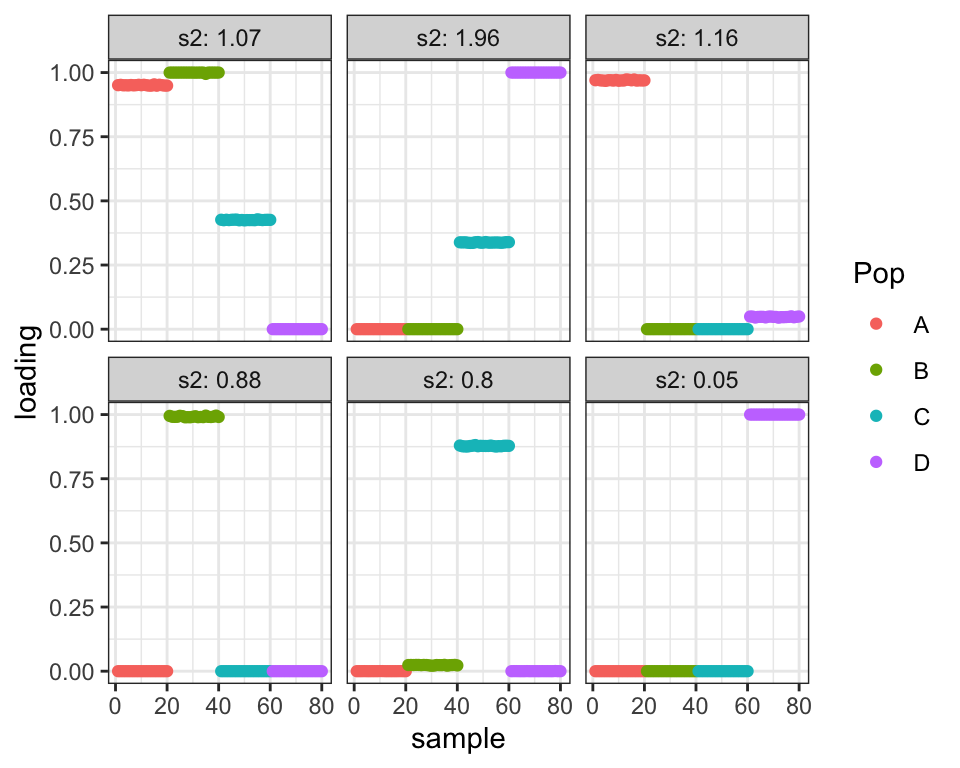 s2: 1.07 s2: 1.96 s2: 1.16
1.00
0.75
0.50
0.25
0.00
s2: 0.88 s2: 0.8 s2: 0.05
1.00
0.75
0.50
0.25
0.00
0 20 40 60 80 0 20 40 60 80 0 20 40 60 80
sample
loading
Pop
A
B
C
D